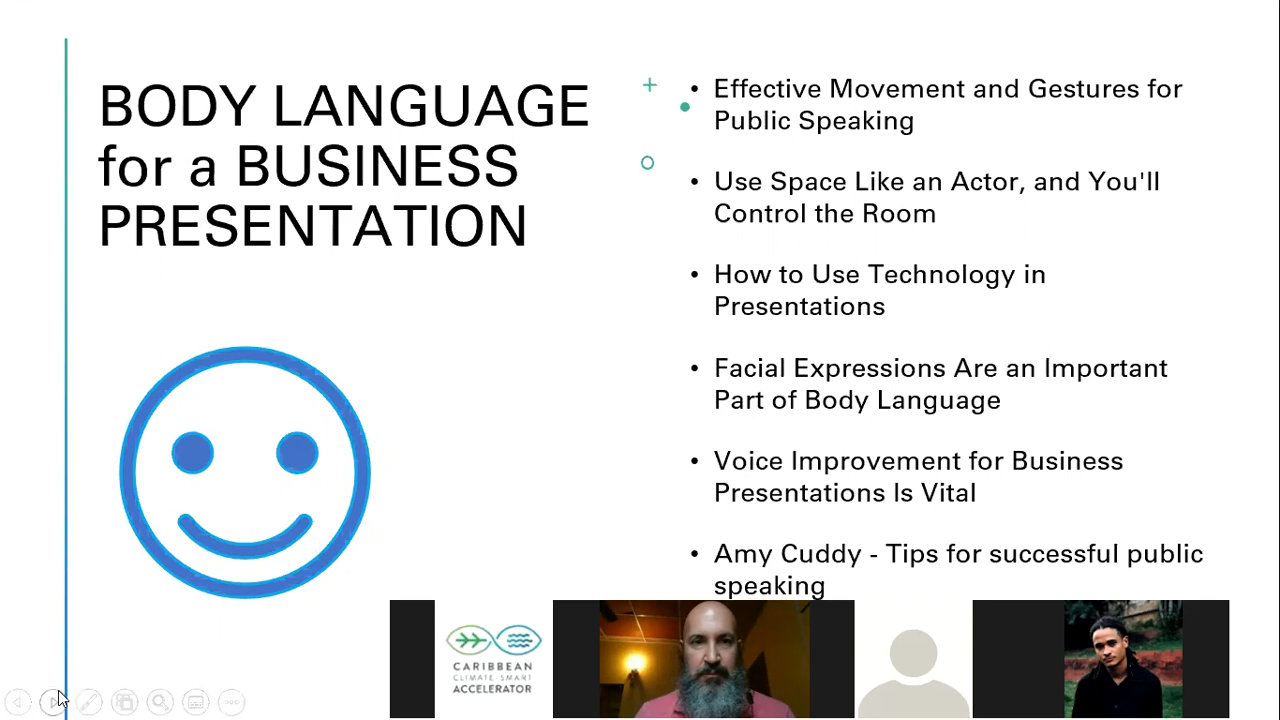 BODY LANGUAGE
for a BUSINESS
PRESENTATION
• Effective Movement and Gestures for
Public Speaking
• Use Space Like an Actor, and You'll
Control the Room
• How to Use Technology in
Presentations
• Facial Expressions Are an Important
Part of Body Language
• Voice Improvement for Business
Presentations Is Vital
• Amy Cuddy - Tips for successful public
speaking
CARIBBEAN
CLIMATE SMART
ACCELERATOR